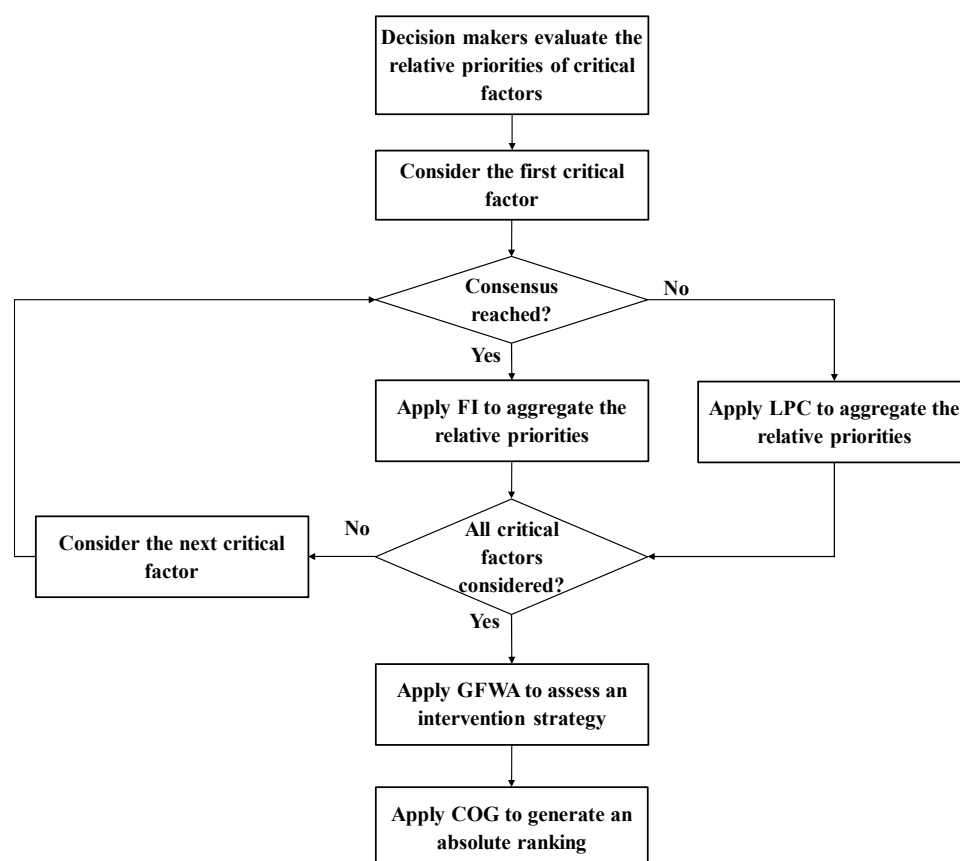 Decision makers evaluate the
relative priorities of critical
factors
Consider the first critical
factor
Consensus
reached?
No
Yes
Apply FI to aggregate the
relative priorities
Apply LPC to aggregate the
relative priorities
All critical
factors
considered?
No
Consider the next critical
factor
Yes
Apply GFWA to assess an
intervention strategy
Apply COG to generate an
absolute ranking